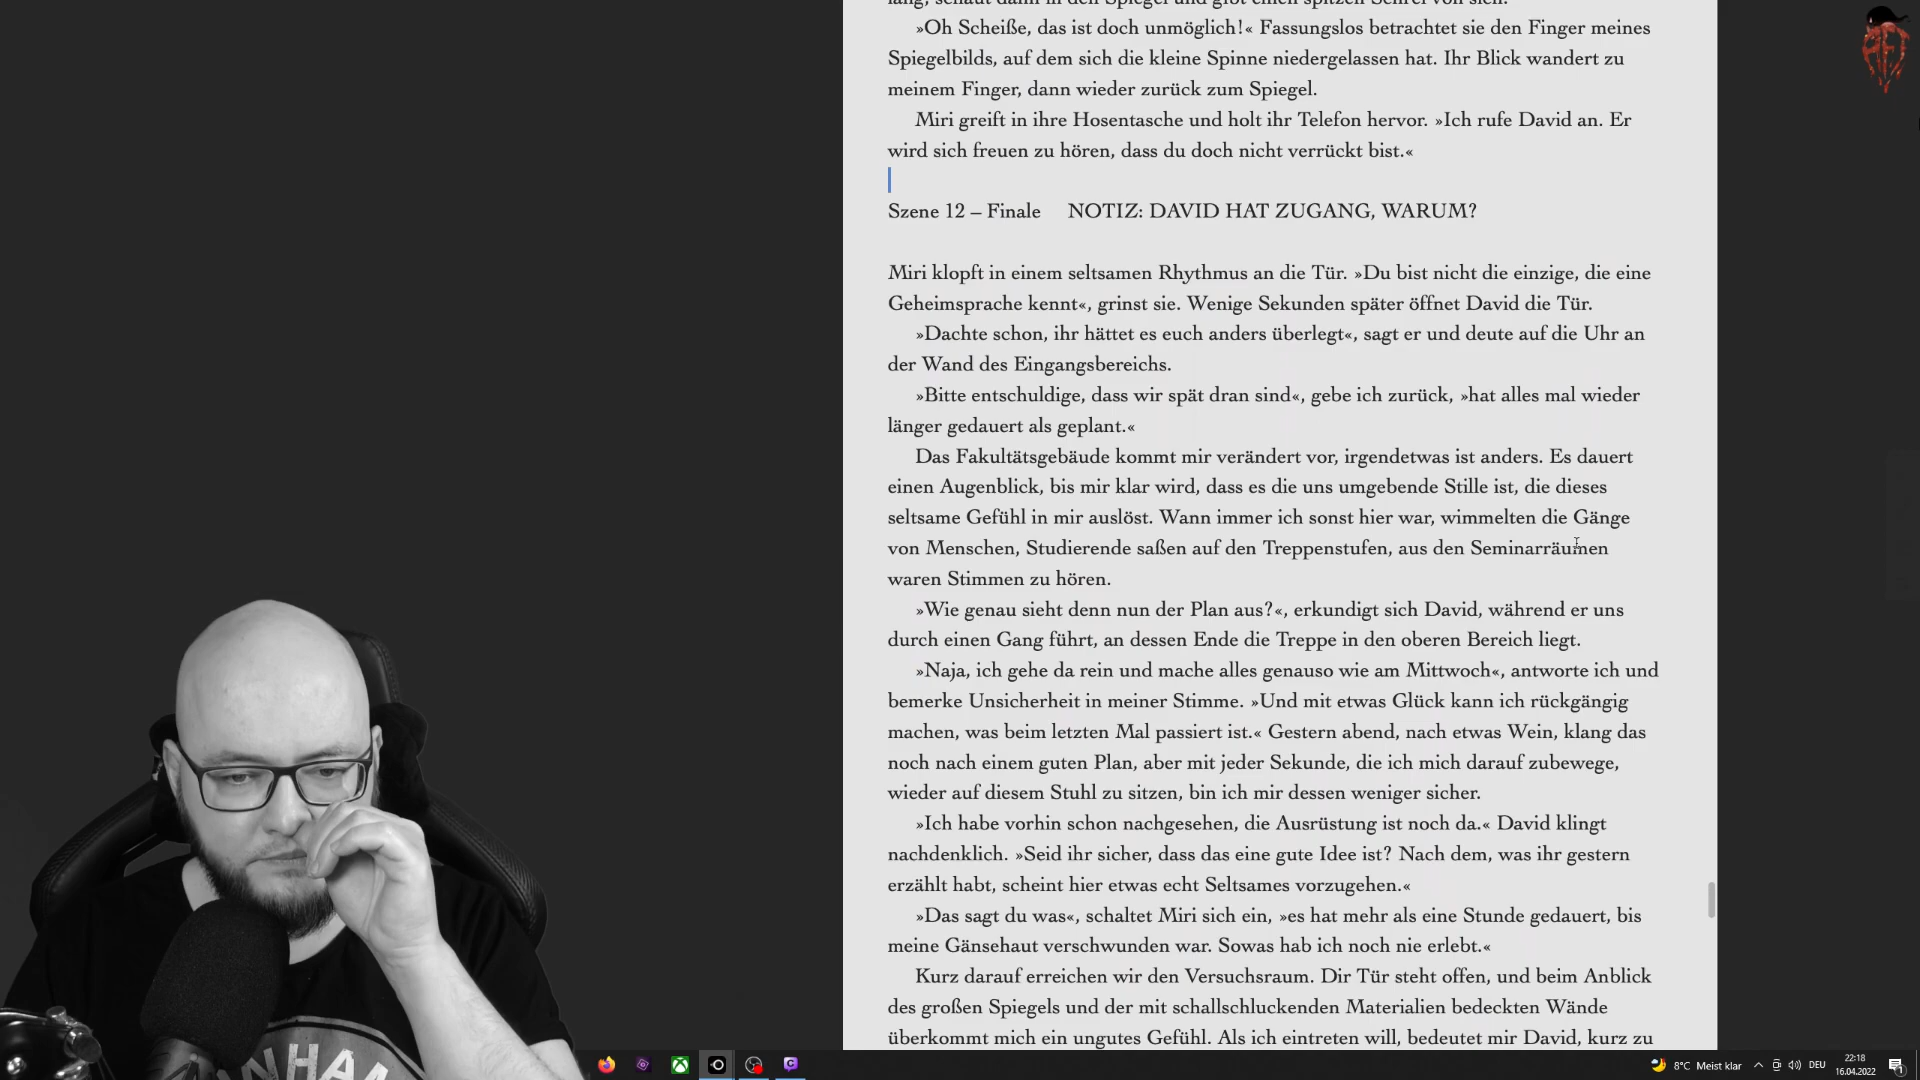 lang, schaut dann in den Spiegel und gibt einen spitzen Schrei von sich.
»Oh Scheiße, das ist doch unmöglich!« Fassungslos betrachtet sie den Finger meines
Spiegelbilds, auf dem sich die kleine Spinne niedergelassen hat. Ihr Blick wandert zu
meinem Finger, dann wieder zurück zum Spiegel.
Miri greift in ihre Hosentasche und holt ihr Telefon hervor. »Ich rufe David an. Er
wird sich freuen zu hören, dass du doch nicht verrückt bist.«
Szene 12 – Finale NOTIZ: DAVID HAT ZUGANG, WARUM?
Miri klopft in einem seltsamen Rhythmus an die Tür. »Du bist nicht die einzige, die eine
Geheimsprache kennt«, grinst sie. Wenige Sekunden später öffnet David die Tür.
»Dachte schon, ihr hättet es euch anders überlegt«, sagt er und deute auf die Uhr an
der Wand des Eingangsbereichs.
»Bitte entschuldige, dass wir spät dran sind«, gebe ich zurück, »hat alles mal wieder
länger gedauert als geplant.«
Das Fakultätsgebäude kommt mir verändert vor, irgendetwas ist anders. Es dauert
einen Augenblick, bis mir klar wird, dass es die uns umgebende Stille ist, die dieses
seltsame Gefühl in mir auslöst. Wann immer ich sonst hier war, wimmelten die Gänge
von Menschen, Studierende saßen auf den Treppenstufen, aus den Seminarräumen
waren Stimmen zu hören.
»Wie genau sieht denn nun der Plan aus?«, erkundigt sich David, während er uns
durch einen Gang führt, an dessen Ende die Treppe in den oberen Bereich liegt.
»Naja, ich gehe da rein und mache alles genauso wie am Mittwoch«, antworte ich und
bemerke Unsicherheit in meiner Stimme. »Und mit etwas Glück kann ich rückgängig
machen, was beim letzten Mal passiert ist.« Gestern abend, nach etwas Wein, klang das
noch nach einem guten Plan, aber mit jeder Sekunde, die ich mich darauf zubewege,
wieder auf diesem Stuhl zu sitzen, bin ich mir dessen weniger sicher.
»Ich habe vorhin schon nachgesehen, die Ausrüstung ist noch da.« David klingt
nachdenklich. »Seid ihr sicher, dass das eine gute Idee ist? Nach dem, was ihr gestern
erzählt habt, scheint hier etwas echt Seltsames vorzugehen.«
»Das sagt du was«, schaltet Miri sich ein, »es hat mehr als eine Stunde gedauert, bis
meine Gänsehaut verschwunden war. Sowas hab ich noch nie erlebt.«
Kurz darauf erreichen wir den Versuchsraum. Dir Tür steht offen, und beim Anblick
des großen Spiegels und der mit schallschluckenden Materialien bedeckten Wände
überkommt mich ein ungutes Gefühl. Als ich eintreten will, bedeutet mir David, kurz zu
8°C Meist klar
DEU
22:18
16.04.2022